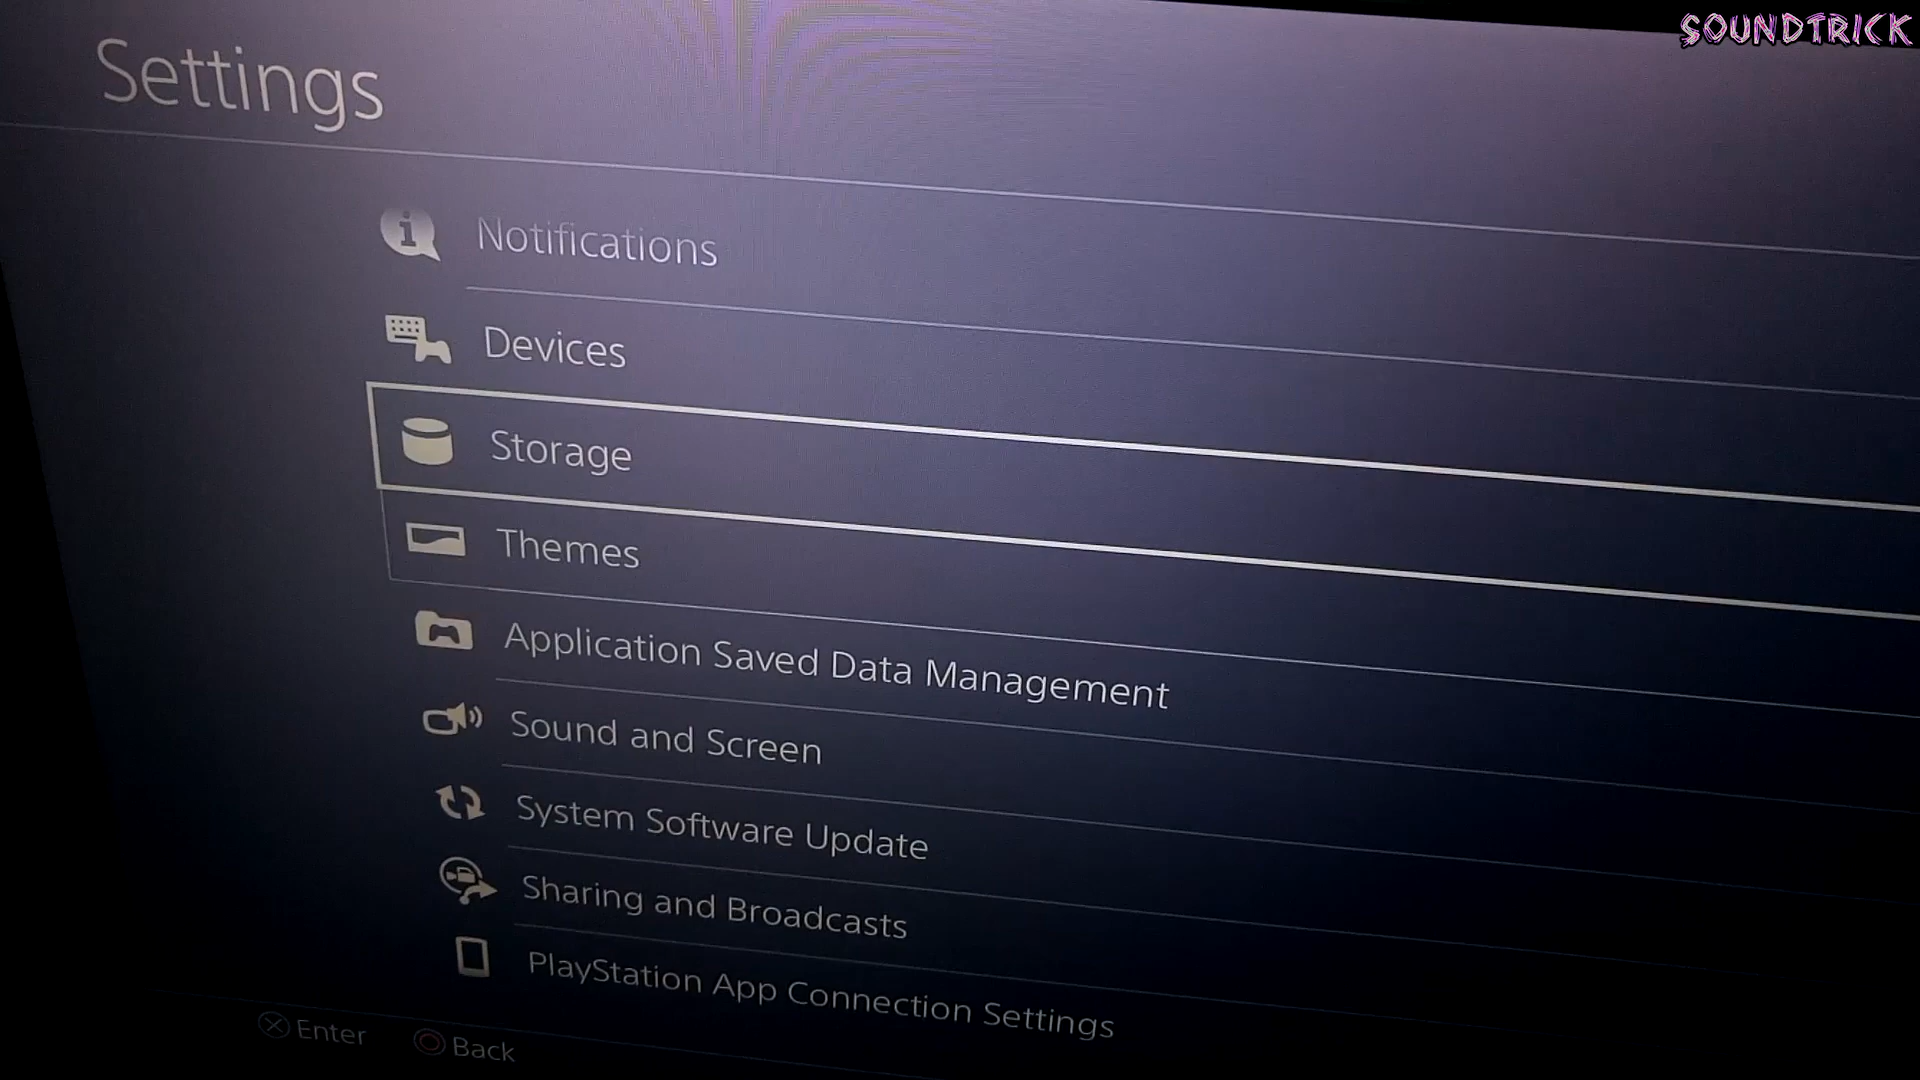 SOUNDTRICK
Settings
Notifications
Devices
Storage
Themes
Application Saved Data Management
Sound and Screen
System Software Update
Sharing and Broadcasts
PlayStation App Connection Settings
Enter
Back